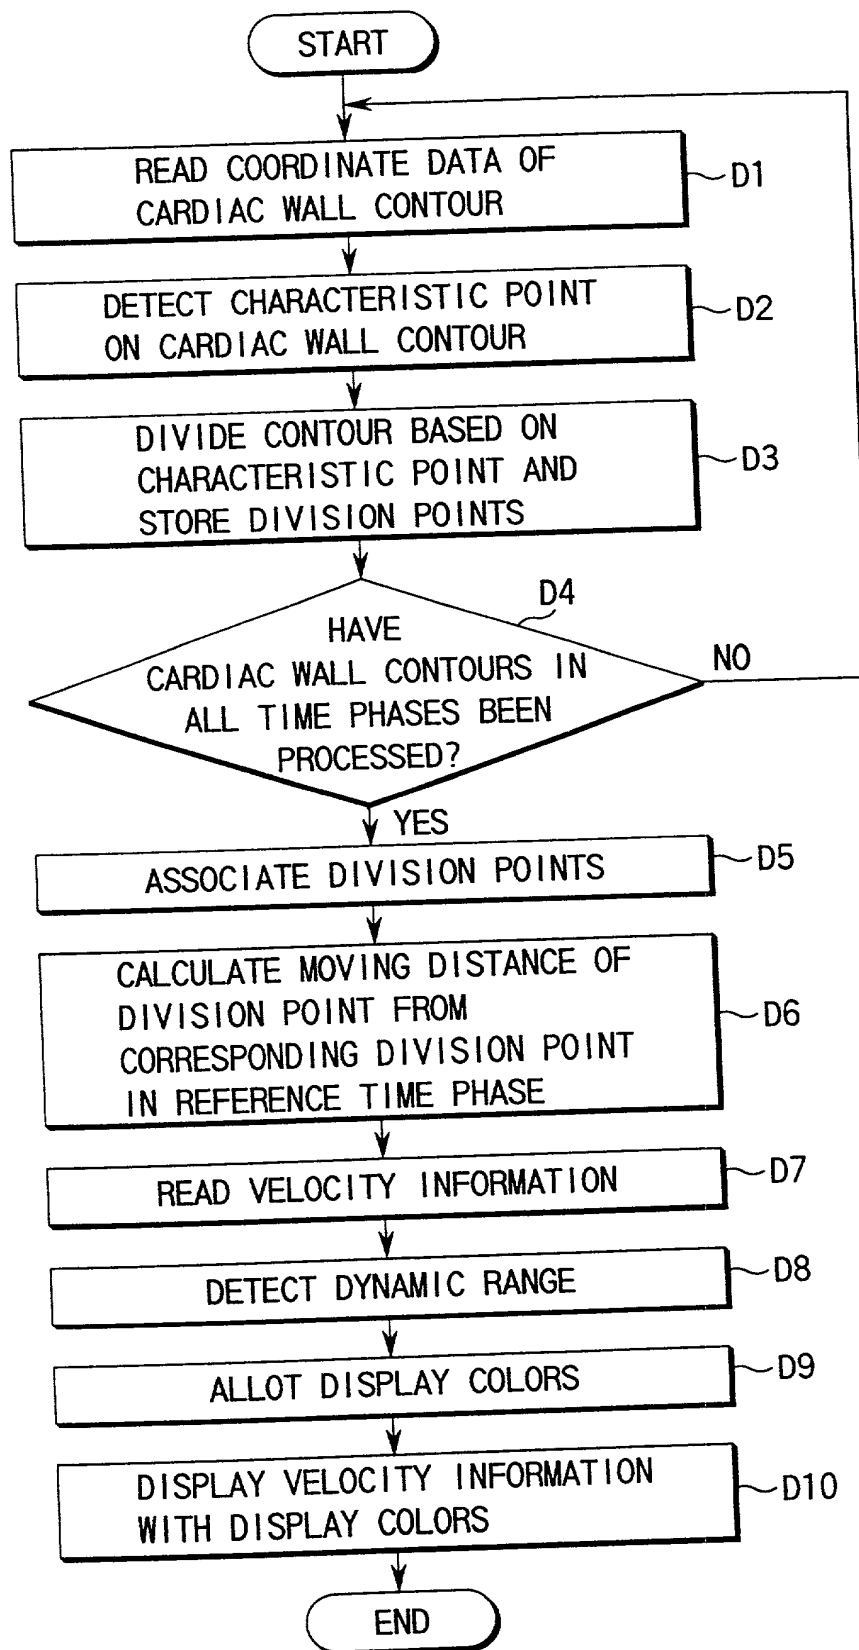 START
READ COORDINATE DATA OF
CARDIAC WALL CONTOUR
D1
DETECT CHARACTERISTIC POINT
ON CARDIAC WALL CONTOUR
D2
DIVIDE CONTOUR BASED ON
CHARACTERISTIC POINT AND
STORE DIVISION POINTS
D3
D4
HAVE
CARDIAC WALL CONTOURS IN
ALL TIME PHASES BEEN
PROCESSED?
NO
YES
ASSOCIATE DIVISION POINTS
D5
CALCULATE MOVING DISTANCE OF
DIVISION POINT FROM
CORRESPONDING DIVISION POINT
IN REFERENCE TIME PHASE
D6
READ VELOCITY INFORMATION
D7
DETECT DYNAMIC RANGE
D8
ALLOT DISPLAY COLORS
D9
DISPLAY VELOCITY INFORMATION
WITH DISPLAY COLORS
D10
END